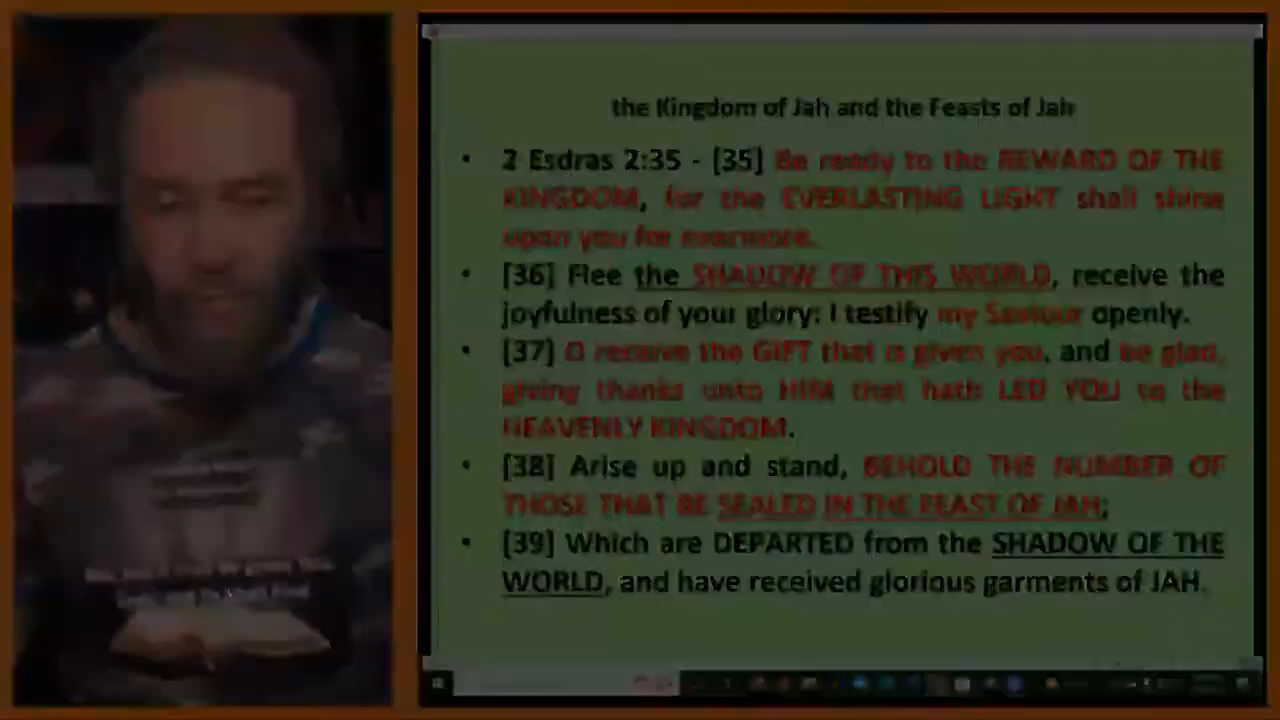 the Kingdom of Jah and the Feasts of Jah
• 2 Esdras 2:35 - [35] Be ready to the REWARD OF THE
KINGDOM, for the EVERLASTING LIGHT shall shine
upon you for evermore.
• [36] Flee the SHADOW OF THIS WORLD, receive the
joyfulness of your glory: I testify my Saviour openly.
• [37] O receive the GIFT that is given you, and be glad,
giving thanks unto HIM that hath LED YOU to the
HEAVENLY KINGDOM.
• [38] Arise up and stand, BEHOLD THE NUMBER OF
THOSE THAT BE SEALED IN THE FEAST OF JAH;
• [39] Which are DEPARTED from the SHADOW OF THE
WORLD, and have received glorious garments of JAH.